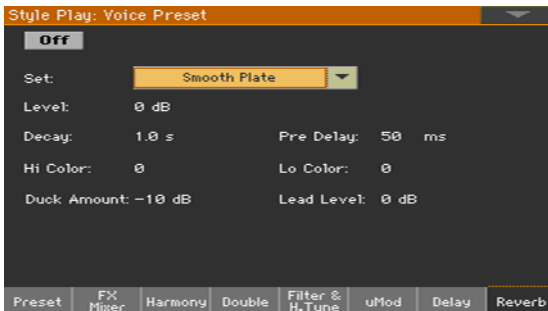 Style Play: Voice Preset
Off
Set: Smooth Plate
Level: 0 dB
Decay: 1.0 s Pre Delay: 50 ms
Hi Color: 0 Lo Color: 0
Duck Amount: -10 dB Lead Level: 0 dB
Preset FX Mixer Harmony Double Filter & H.Tune uMod Delay Reverb